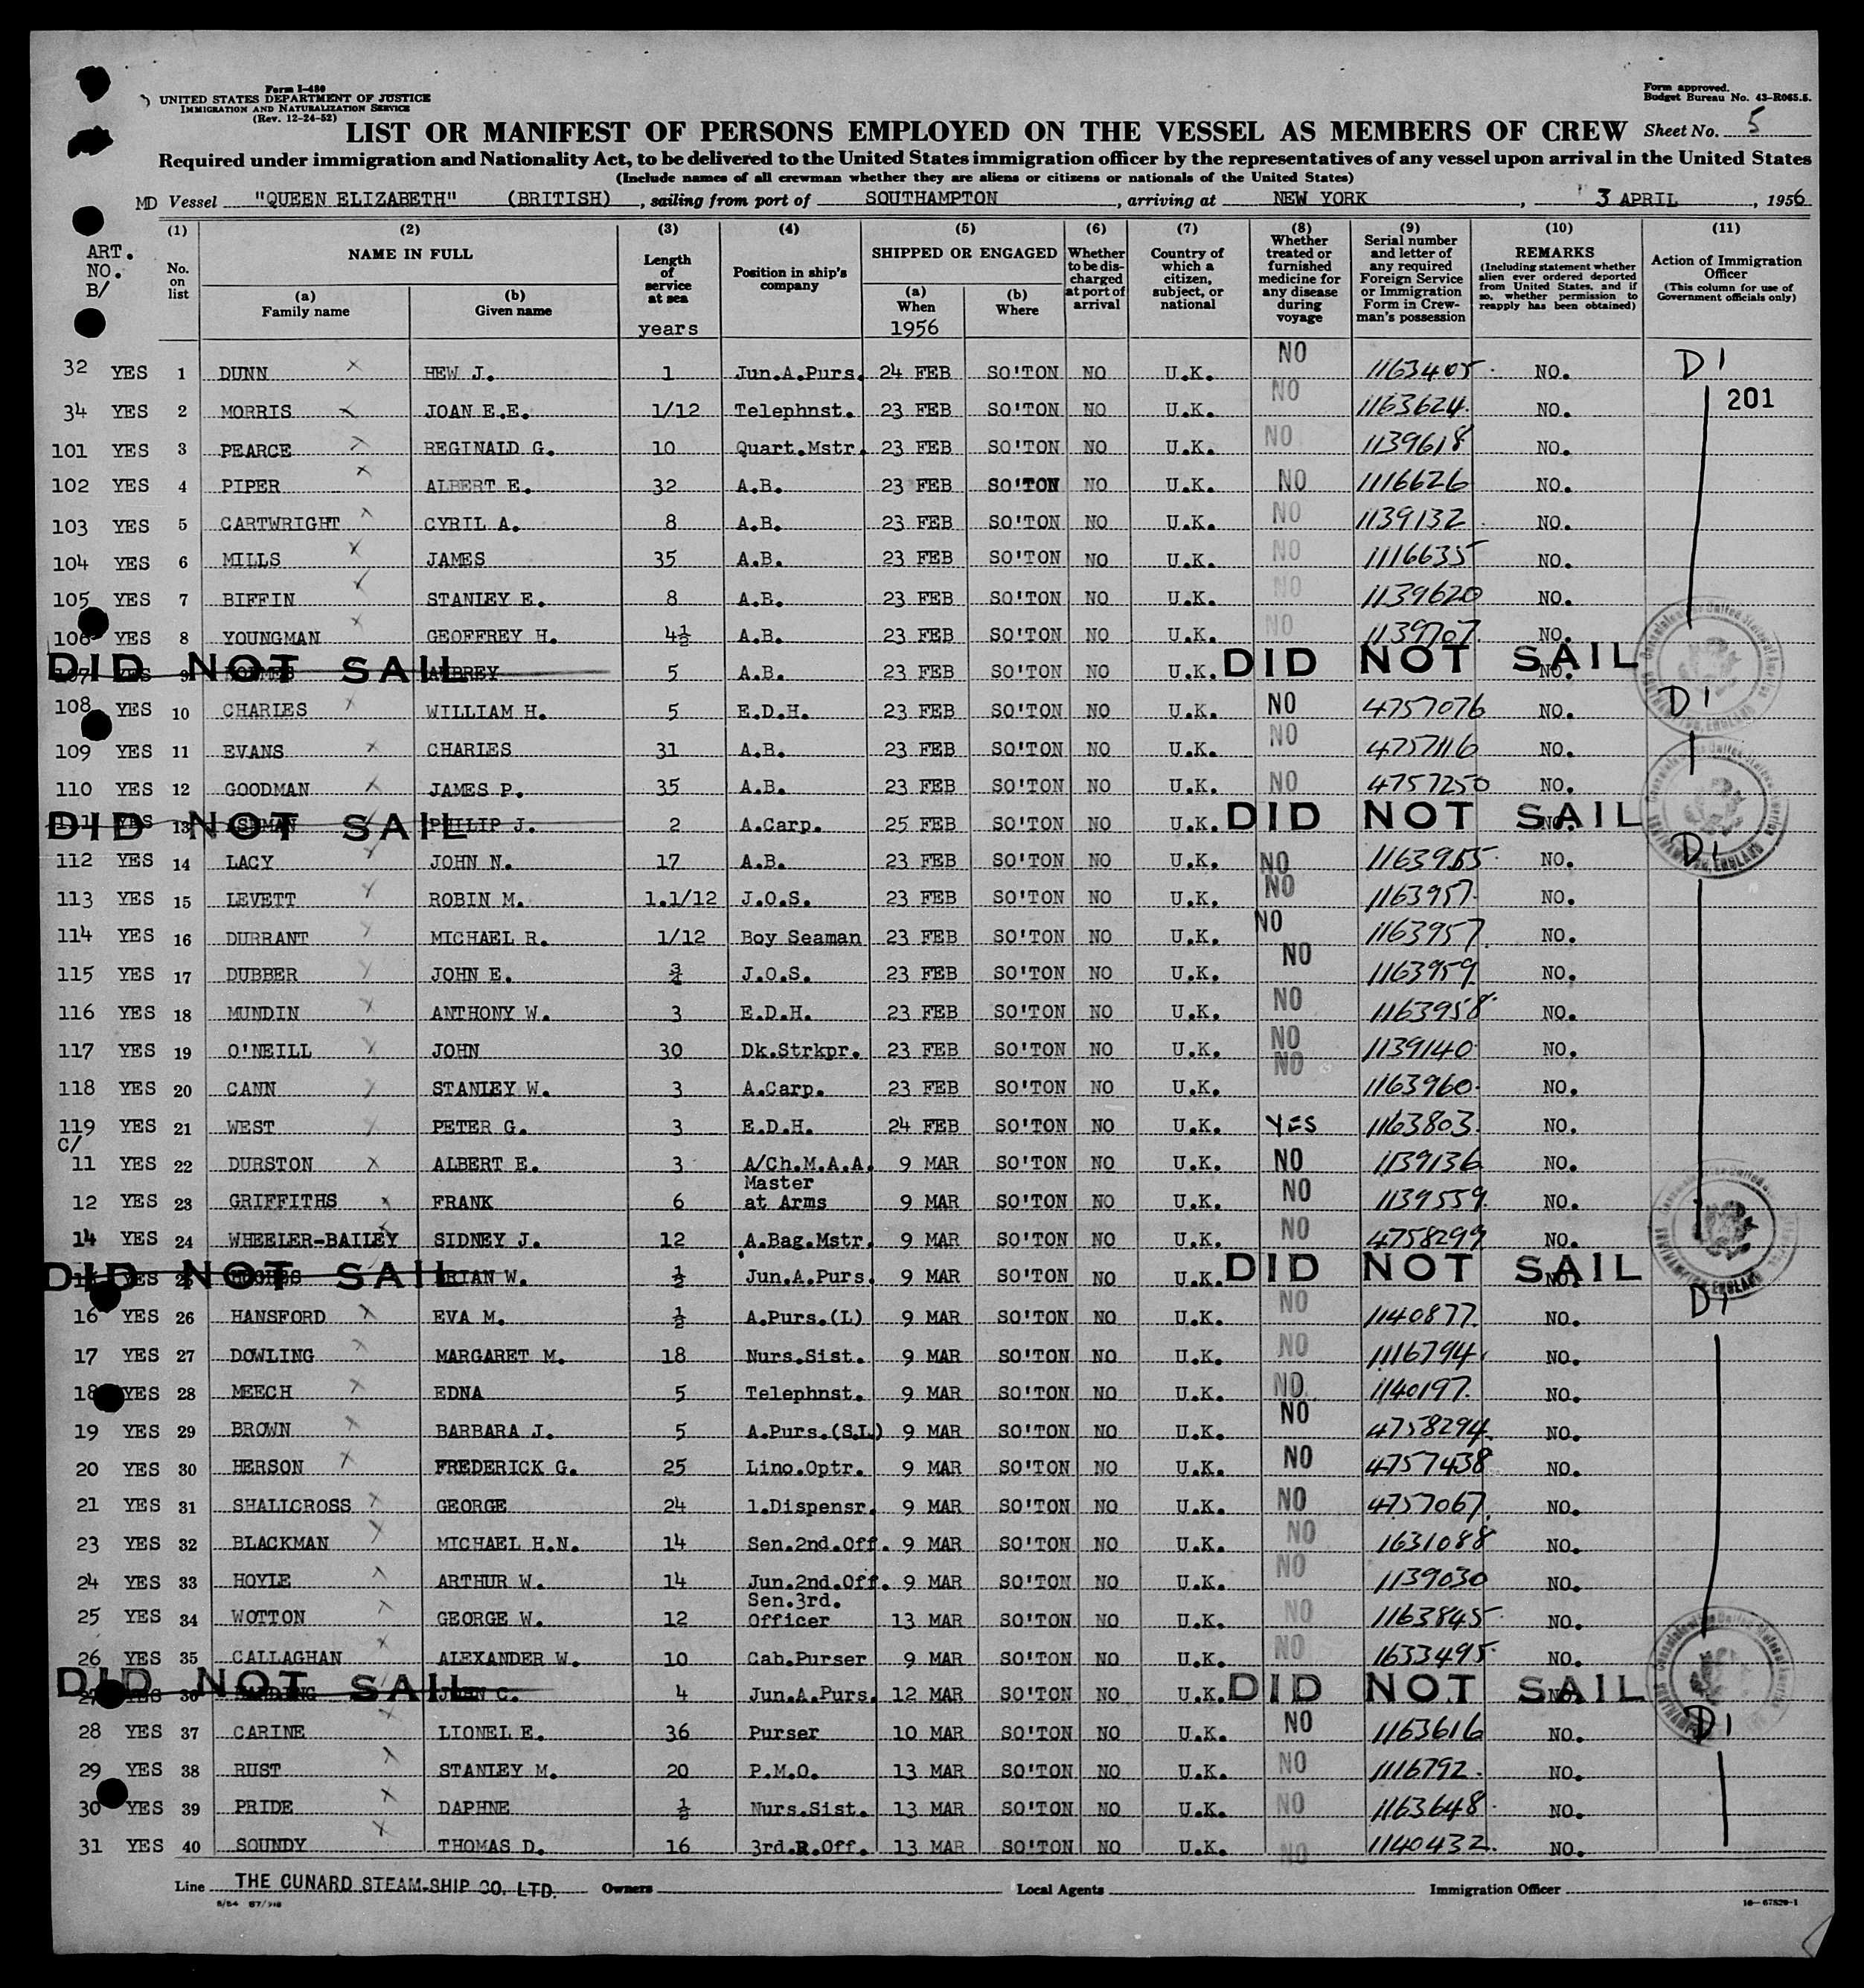 Form I-480
UNITED STATES DEPARTMENT OF JUSTICE
IMMIGRATION AND NATURALIZATION SERVICE
(Rev. 12-24-52)
Form approved.
Budget Bureau No. 43-R065.5.
LIST OR MANIFEST OF PERSONS EMPLOYED ON THE VESSEL AS MEMBERS OF CREW Sheet No. 5
Required under immigration and Nationality Act, to be delivered to the United States immigration officer by the representatives of any vessel upon arrival in the United States
(Include names of all crewman whether they are aliens or citizens or nationals of the United States)
MD Vessel "QUEEN ELIZABETH" (BRITISH), sailing from port of SOUTHAMPTON, arriving at NEW YORK, 3 APRIL, 1956
ART. NO. B/
(1) No. on list
(2) NAME IN FULL (a) Family name (b) Given name
(3) Length of service at sea years
(4) Position in ship's company
(5) SHIPPED OR ENGAGED (a) When 1956 (b) Where
(6) Whether to be discharged at port of arrival
(7) Country of which a citizen, subject, or national
(8) Whether treated or furnished medicine for any disease during voyage
(9) Serial number and letter of any required Foreign Service or Immigration Form in Crewman's possession
(10) REMARKS (Including statement whether alien ever ordered deported from United States, and if so, whether permission to reapply has been obtained)
(11) Action of Immigration Officer (This column for use of Government officials only)
32 YES 1 DUNN HEW J. 1 Jun.A.Purs. 24 FEB SO'TON NO U.K. NO 1163405 NO. D1
34 YES 2 MORRIS JOAN E.E. 1/12 Telephnst. 23 FEB SO'TON NO U.K. NO 1163624 NO. 201
101 YES 3 PEARCE REGINALD G. 10 Quart.Mstr. 23 FEB SO'TON NO U.K. NO 1139618 NO.
102 YES 4 PIPER ALBERT E. 32 A.B. 23 FEB SO'TON NO U.K. NO 1116626 NO.
103 YES 5 CARTWRIGHT CYRIL A. 8 A.B. 23 FEB SO'TON NO U.K. NO 1139132 NO.
104 YES 6 MILLS JAMES 35 A.B. 23 FEB SO'TON NO U.K. NO 1116635 NO.
105 YES 7 BIFFIN STANLEY E. 8 A.B. 23 FEB SO'TON NO U.K. NO 1139620 NO.
106 YES 8 YOUNGMAN GEOFFREY H. 4½ A.B. 23 FEB SO'TON NO U.K. NO 1139707 NO.
DID NOT SAIL 107 YES 9 AUBREY 5 A.B. 23 FEB SO'TON NO U.K. DID NOT SAIL NO.
108 YES 10 CHARLES WILLIAM H. 5 E.D.H. 23 FEB SO'TON NO U.K. NO 4757076 NO. D1
109 YES 11 EVANS CHARLES 31 A.B. 23 FEB SO'TON NO U.K. NO 4757116 NO.
110 YES 12 GOODMAN JAMES P. 35 A.B. 23 FEB SO'TON NO U.K. NO 4757250 NO.
DID NOT SAIL 111 YES 13 PHILIP J. 2 A.Carp. 25 FEB SO'TON NO U.K. DID NOT SAIL NO.
112 YES 14 LACY JOHN N. 17 A.B. 23 FEB SO'TON NO U.K. NO 1163955 NO. D1
113 YES 15 LEVETT ROBIN M. 1.1/12 J.O.S. 23 FEB SO'TON NO U.K. NO 1163957 NO.
114 YES 16 DURRANT MICHAEL R. 1/12 Boy Seaman 23 FEB SO'TON NO U.K. NO 1163957 NO.
115 YES 17 DUBBER JOHN E. ¾ J.O.S. 23 FEB SO'TON NO U.K. NO 1163959 NO.
116 YES 18 MUNDIN ANTHONY W. 3 E.D.H. 23 FEB SO'TON NO U.K. NO 1163958 NO.
117 YES 19 O'NEILL JOHN 30 Dk.Strkpr. 23 FEB SO'TON NO U.K. NO 1139140 NO.
118 YES 20 CANN STANLEY W. 3 A.Carp. 23 FEB SO'TON NO U.K. NO 1163960 NO.
119 YES 21 WEST PETER G. 3 E.D.H. 24 FEB SO'TON NO U.K. YES 1163803 NO.
C/
11 YES 22 DURSTON ALBERT E. 3 A/Ch.M.A.A. 9 MAR SO'TON NO U.K. NO 1139136 NO.
12 YES 23 GRIFFITHS FRANK 6 Master at Arms 9 MAR SO'TON NO U.K. NO 1139559 NO.
14 YES 24 WHEELER-BAILEY SIDNEY J. 12 A.Bag.Mstr. 9 MAR SO'TON NO U.K. NO 4758299 NO.
DID NOT SAIL YES 25 BRIAN W. ½ Jun.A.Purs. 9 MAR SO'TON NO U.K. DID NOT SAIL NO.
16 YES 26 HANSFORD EVA M. ½ A.Purs.(L) 9 MAR SO'TON NO U.K. NO 1140877 NO. D1
17 YES 27 DOWLING MARGARET M. 18 Nurs.Sist. 9 MAR SO'TON NO U.K. NO 1116794 NO.
18 YES 28 MEECH EDNA 5 Telephnst. 9 MAR SO'TON NO U.K. NO 1140197 NO.
19 YES 29 BROWN BARBARA J. 5 A.Purs.(S.L) 9 MAR SO'TON NO U.K. NO 4758294 NO.
20 YES 30 HERSON FREDERICK G. 25 Lino.Optr. 9 MAR SO'TON NO U.K. NO 4757438 NO.
21 YES 31 SHALLCROSS GEORGE 24 1.Dispensr. 9 MAR SO'TON NO U.K. NO 4757067 NO.
23 YES 32 BLACKMAN MICHAEL H.N. 14 Sen.2nd.Off. 9 MAR SO'TON NO U.K. NO 1631088 NO.
24 YES 33 HOYLE ARTHUR W. 14 Jun.2nd.Off. 9 MAR SO'TON NO U.K. NO 1139030 NO.
25 YES 34 WOTTON GEORGE W. 12 Sen.3rd. Officer 13 MAR SO'TON NO U.K. NO 1163845 NO.
26 YES 35 CALLAGHAN ALEXANDER W. 10 Cab.Purser 9 MAR SO'TON NO U.K. NO 1633495 NO.
DID NOT SAIL 27 YES 36 JOHN C. 4 Jun.A.Purs. 12 MAR SO'TON NO U.K. DID NOT SAIL NO.
28 YES 37 CARINE LIONEL E. 36 Purser 10 MAR SO'TON NO U.K. NO 1163616 NO. D1
29 YES 38 RUST STANLEY M. 20 P.M.O. 13 MAR SO'TON NO U.K. NO 1116792 NO.
30 YES 39 PRIDE DAPHNE ½ Nurs.Sist. 13 MAR SO'TON NO U.K. NO 1163648 NO.
31 YES 40 SOUNDY THOMAS D. 16 3rd.R.Off. 13 MAR SO'TON NO U.K. NO 1140432 NO.
Line THE CUNARD STEAM-SHIP CO. LTD. Owners Local Agents Immigration Officer
16-67829-1